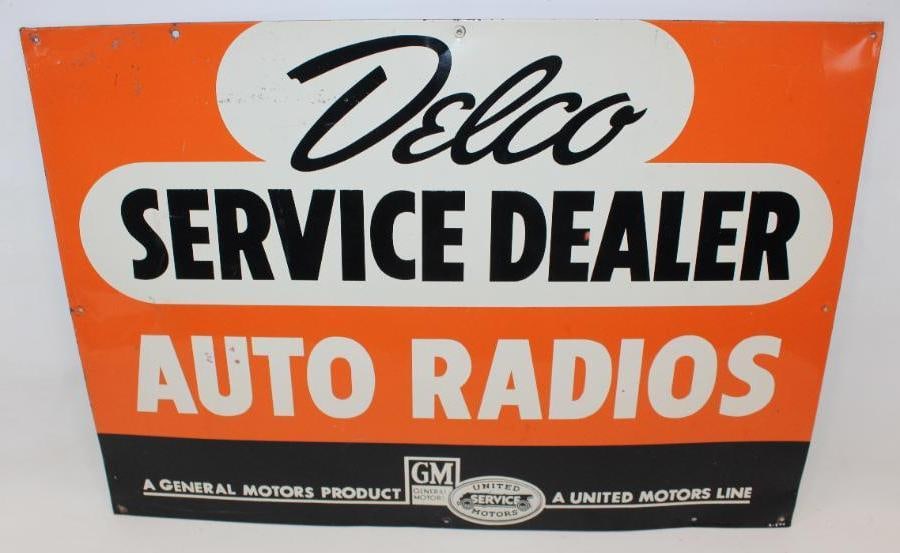 Delco
SERVICE DEALER
AUTO RADIOS
A GENERAL MOTORS PRODUCT
GM
GENERAL
MOTORS
UNITED
SERVICE
MOTORS
A UNITED MOTORS LINE